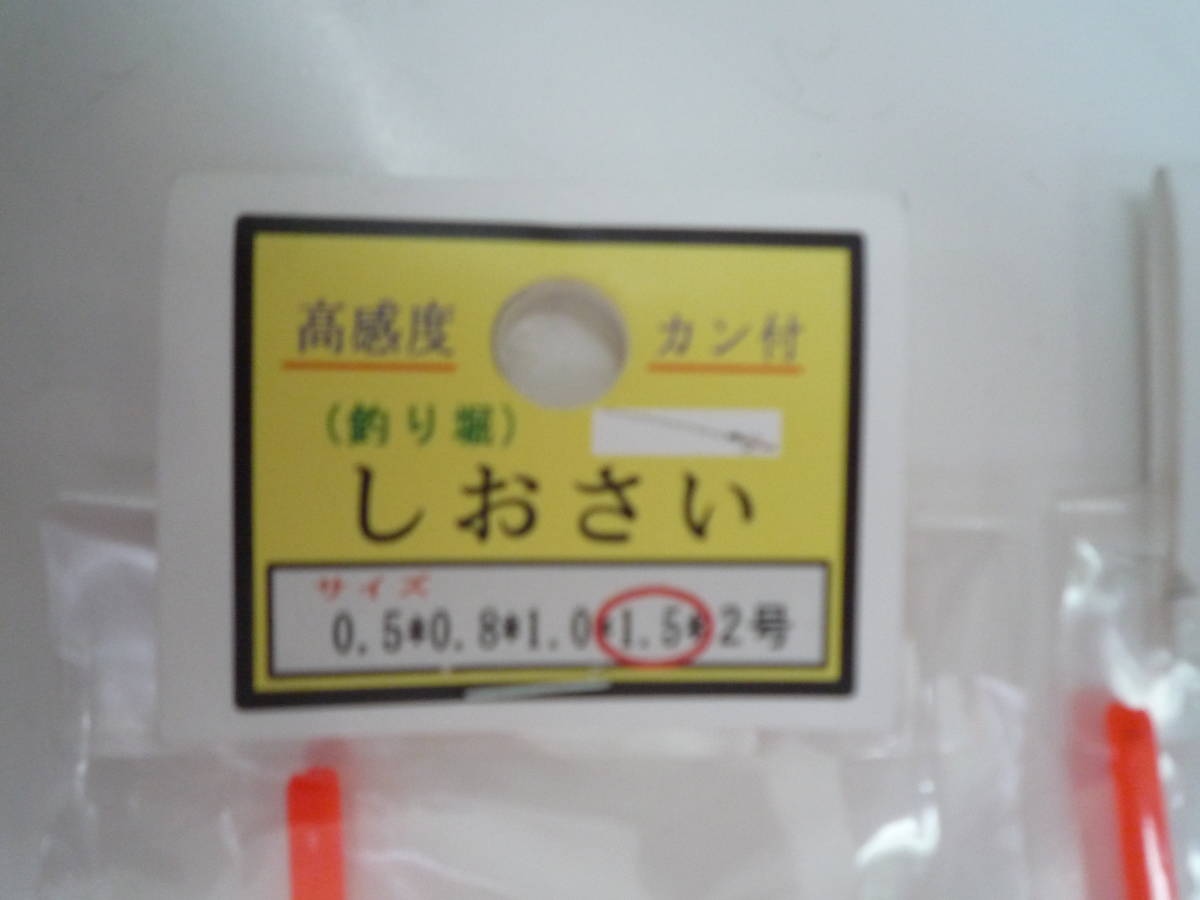 高感度 カン付
(釣り堀)
しおさい
サイズ
0.5*0.8*1.0*1.5*2号